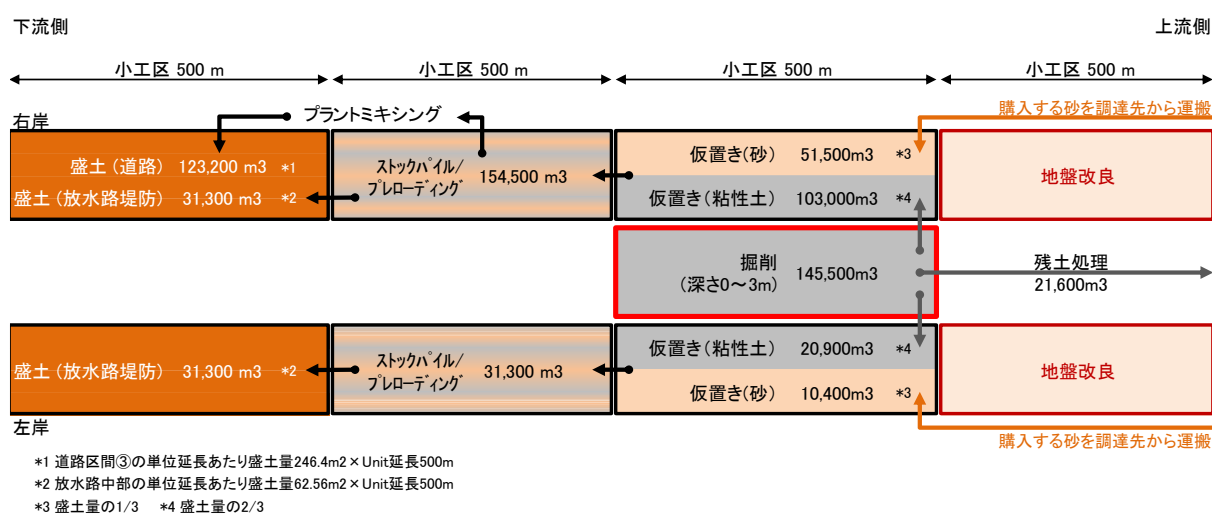 下流側
上流側
小工区 500 m
小工区 500 m
小工区 500 m
小工区 500 m
購入する砂を調達先から運搬
右岸
プラントミキシング
盛土（道路） 123,200 m3 *1
盛土（放水路堤防） 31,300 m3 *2
ストックパイル/
プレローディング
154,500 m3
仮置き(砂) 51,500m3 *3
仮置き（粘性土） 103,000m3 *4
地盤改良
掘削
(深さ0～3m)
145,500m3
残土処理
21,600m3
盛土（放水路堤防） 31,300 m3 *2
ストックパイル/
プレローディング
31,300 m3
仮置き（粘性土） 20,900m3 *4
仮置き(砂) 10,400m3 *3
地盤改良
左岸
購入する砂を調達先から運搬
*1 道路区間③の単位延長あたり盛土量246.4m2×Unit延長500m
*2 放水路中部の単位延長あたり盛土量62.56m2×Unit延長500m
*3 盛土量の1/3 *4 盛土量の2/3